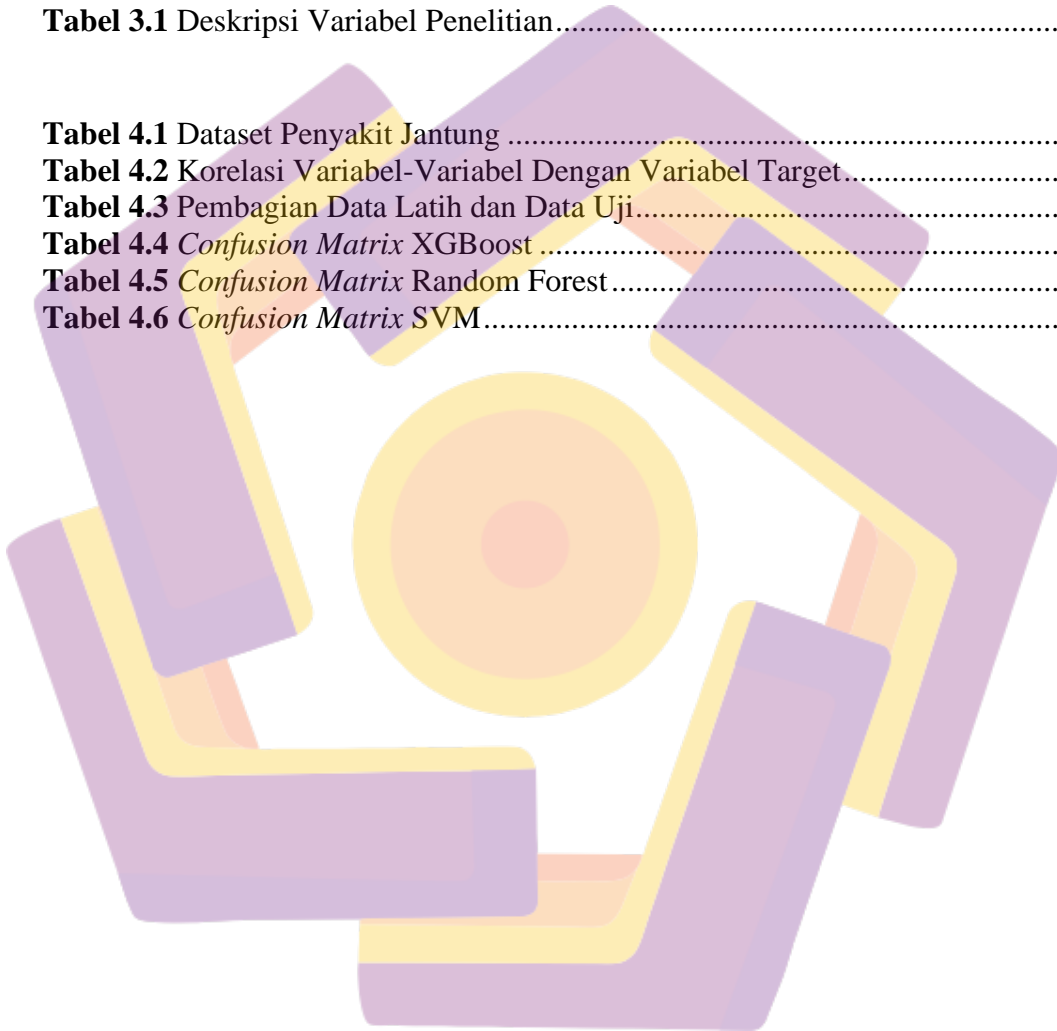 Tabel 3.1 Deskripsi Variabel Penelitian................................................................
Tabel 4.1 Dataset Penyakit Jantung ......................................................................
Tabel 4.2 Korelasi Variabel-Variabel Dengan Variabel Target...........................
Tabel 4.3 Pembagian Data Latih dan Data Uji.....................................................
Tabel 4.4 Confusion Matrix XGBoost .................................................................
Tabel 4.5 Confusion Matrix Random Forest ........................................................
Tabel 4.6 Confusion Matrix SVM........................................................................